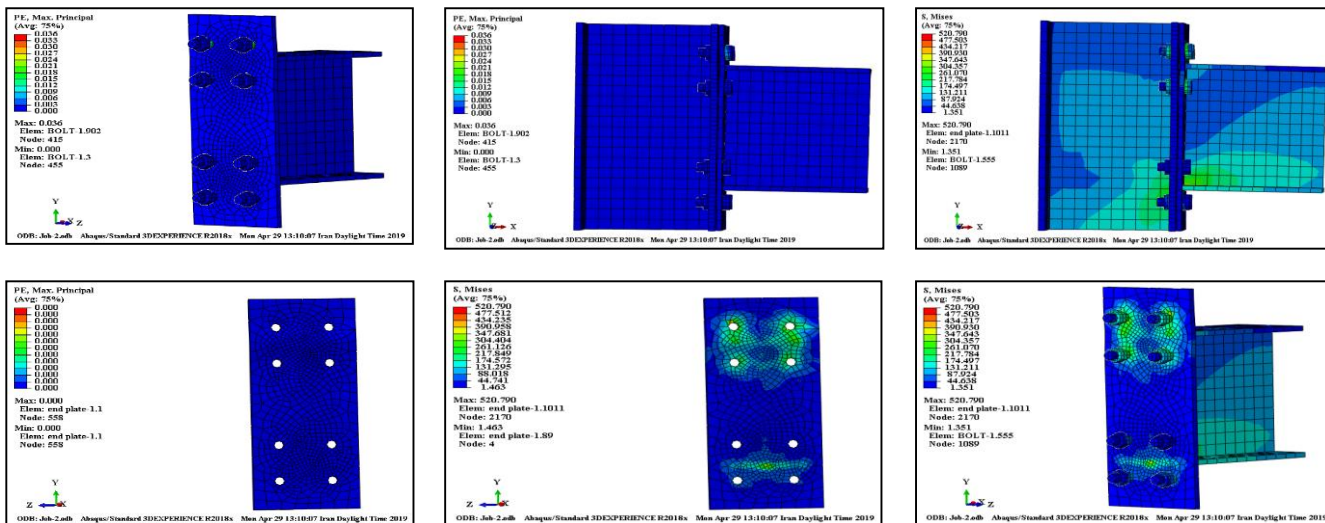 PE, Max. Principal
(Avg: 75%)
0.036
0.033
0.030
0.027
0.024
0.021
0.018
0.015
0.012
0.009
0.006
0.003
0.000
Max: 0.036
Elem: BOLT-1.902
Node: 415
Min: 0.000
Elem: BOLT-1.3
Node: 455
Y
X
Z
ODB: Job-2.odb Abaqus/Standard 3DEXPERIENCE R2018x Mon Apr 29 13:10:07 Iran Daylight Time 2019
PE, Max. Principal
(Avg: 75%)
0.036
0.033
0.030
0.027
0.024
0.021
0.018
0.015
0.012
0.009
0.006
0.003
0.000
Max: 0.036
Elem: BOLT-1.902
Node: 415
Min: 0.000
Elem: BOLT-1.3
Node: 455
Y
Z X
ODB: Job-2.odb Abaqus/Standard 3DEXPERIENCE R2018x Mon Apr 29 13:10:07 Iran Daylight Time 2019
S, Mises
(Avg: 75%)
520.790
477.503
434.217
390.930
347.643
304.357
261.070
217.784
174.497
131.211
87.924
44.638
1.351
Max: 520.790
Elem: end plate-1.1011
Node: 2170
Min: 1.351
Elem: BOLT-1.555
Node: 1089
Y
Z X
ODB: Job-2.odb Abaqus/Standard 3DEXPERIENCE R2018x Mon Apr 29 13:10:07 Iran Daylight Time 2019
PE, Max. Principal
(Avg: 75%)
0.000
0.000
0.000
0.000
0.000
0.000
0.000
0.000
0.000
0.000
0.000
0.000
0.000
Max: 0.000
Elem: end plate-1.1
Node: 558
Min: 0.000
Elem: end plate-1.1
Node: 558
Y
Z X
ODB: Job-2.odb Abaqus/Standard 3DEXPERIENCE R2018x Mon Apr 29 13:10:07 Iran Daylight Time 2019
S, Mises
(Avg: 75%)
520.790
477.512
434.235
390.958
347.681
304.404
261.126
217.849
174.572
131.295
88.018
44.741
1.463
Max: 520.790
Elem: end plate-1.1011
Node: 2170
Min: 1.463
Elem: end plate-1.89
Node: 4
Y
Z X
ODB: Job-2.odb Abaqus/Standard 3DEXPERIENCE R2018x Mon Apr 29 13:10:07 Iran Daylight Time 2019
S, Mises
(Avg: 75%)
520.790
477.503
434.217
390.930
347.643
304.357
261.070
217.784
174.497
131.211
87.924
44.638
1.351
Max: 520.790
Elem: end plate-1.1011
Node: 2170
Min: 1.351
Elem: BOLT-1.555
Node: 1089
Y
X
Z
ODB: Job-2.odb Abaqus/Standard 3DEXPERIENCE R2018x Mon Apr 29 13:10:07 Iran Daylight Time 2019